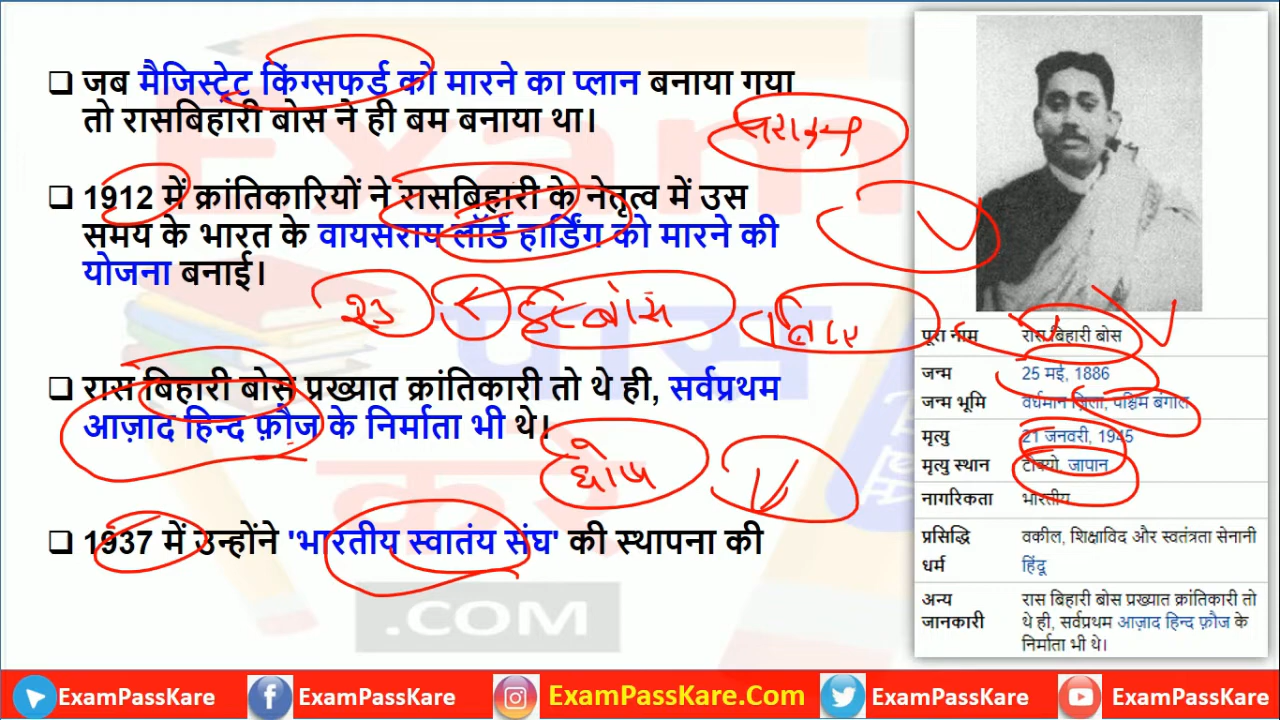 जब मैजिस्ट्रेट किंग्सफर्ड को मारने का प्लान बनाया गया
तो रासबिहारी बोस ने ही बम बनाया था।
1912 में क्रांतिकारियों ने रासबिहारी के नेतृत्व में उस
समय के भारत के वायसराय लॉर्ड हार्डिंग को मारने की
योजना बनाई।
रास बिहारी बोस प्रख्यात क्रांतिकारी तो थे ही, सर्वप्रथम
आज़ाद हिन्द फ़ौज के निर्माता भी थे।
घोष
1937 में उन्होंने 'भारतीय स्वातंय संघ' की स्थापना की
पूरा नाम रास बिहारी बोस
जन्म 25 मई, 1886
जन्म भूमि वर्धमान ज़िला, पश्चिम बंगाल
मृत्यु 21 जनवरी, 1945
मृत्यु स्थान टोक्यो, जापान
नागरिकता भारतीय
प्रसिद्धि वकील, शिक्षाविद और स्वतंत्रता सेनानी
धर्म हिंदू
अन्य रास बिहारी बोस प्रख्यात क्रांतिकारी तो
जानकारी थे ही, सर्वप्रथम आज़ाद हिन्द फ़ौज के
निर्माता भी थे।
Exam
पास
करे
.COM
ExamPassKare ExamPassKare ExamPassKare.Com ExamPassKare ExamPassKare